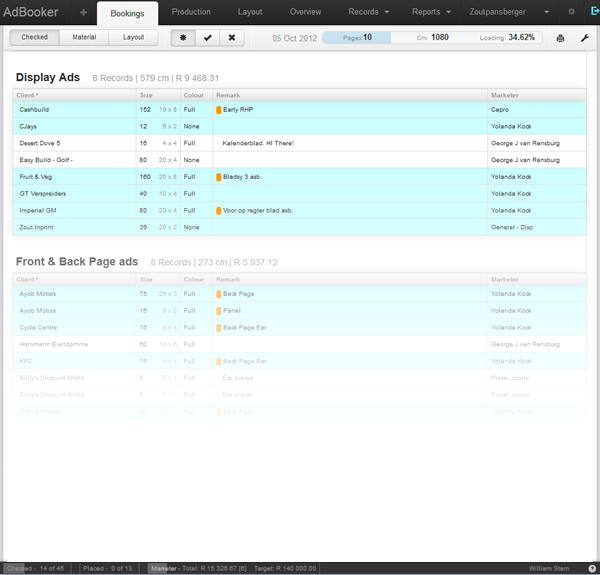 AdBooker + Bookings Production Layout Overview Records Reports Zoutpansberger
Checked Material Layout 05 Oct 2012 Pages: 10 Cm: 1080 Loading: 34.62%
Display Ads 8 Records | 579 cm | R 9 468.31
Client * Size Colour Remark Marketer
Cashbuild 152 19 x 8 Full Early RHP Capro
CJays 12 6 x 2 None Yolanda Kock
Desert Dove 5 16 4 x 4 Full Kalenderblad. HI There! George J van Rensburg
Easy Build - Golf - 80 20 x 4 None George J van Rensburg
Fruit & Veg 160 20 x 8 Full Bladsy 3 asb. Yolanda Kock
GT Verspreiders 40 10 x 4 Full Yolanda Kock
Imperial GM 80 20 x 4 Full Voor op regter blad asb. Yolanda Kock
Zout Inprint 39 20 x 2 None General - Disp
Front & Back Page ads 8 Records | 273 cm | R 5 937.12
Client * Size Colour Remark Marketer
Ayob Motors 75 25 x 3 Full Back Page Yolanda Kock
Ayob Motors 16 8 x 2 Full Panel Yolanda Kock
Cycle Centre 16 4 x 4 Full Back Page Ear Yolanda Kock
Hammann Eiendomme 60 10 x 6 Full George J van Rensburg
KFC 16 4 x 4 Full Back Page Ear Yolanda Kock
Solly's Discount World 5 5 x 1 Full Ear pieces Pieter Jooste
Solly's Discount World 5 5 x 1 Full Ear pieces Pieter Jooste
Full Back Page Yolanda Kock
Checked - 14 of 45 Placed - 0 of 13 Marketer - Total: R 15 326.67 [6] Target: R 140 000.00 William Stam